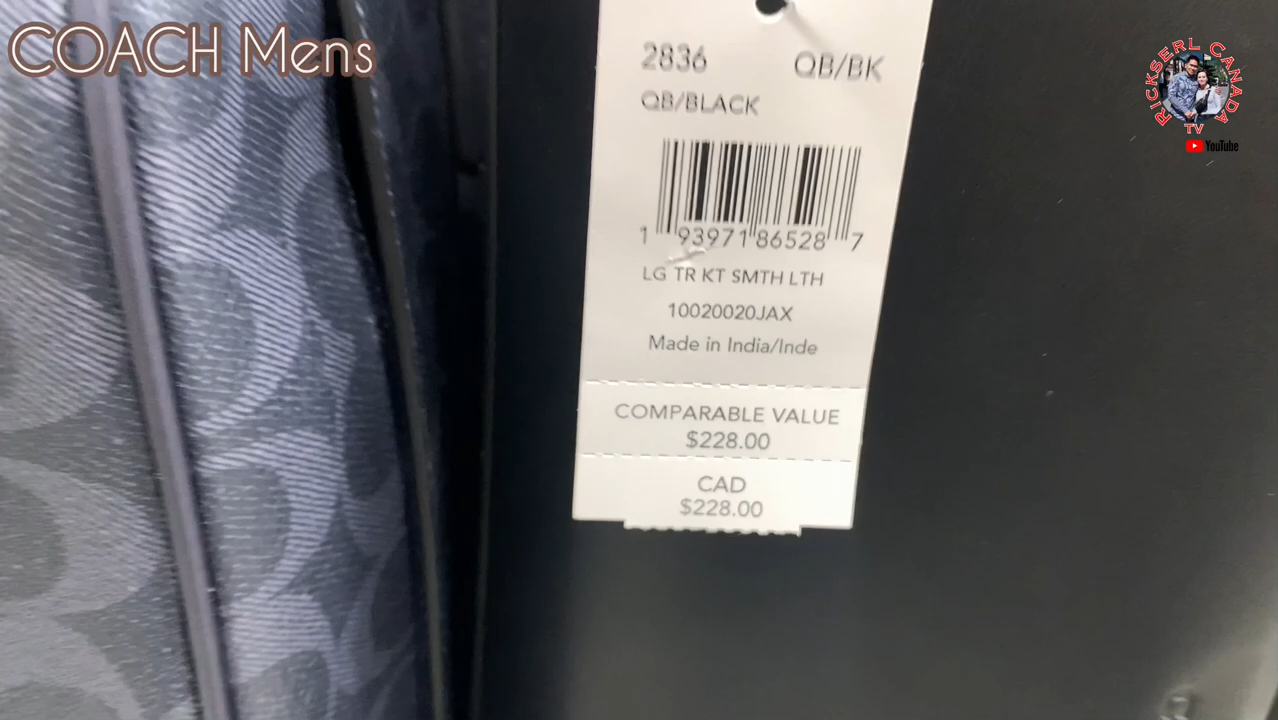 COACH Mens
RICKSERL CANADA
TV
YouTube
2836 QB/BK
QB/BLACK
1 93971 86528 7
LG TR KT SMTH LTH
10020020JAX
Made in India/Inde
COMPARABLE VALUE
$228.00
CAD
$228.00